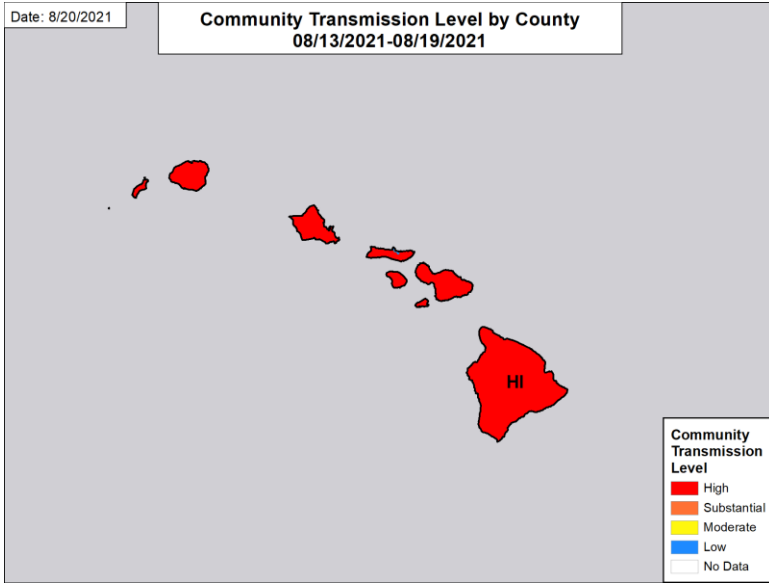 Date: 8/20/2021
Community Transmission Level by County
08/13/2021-08/19/2021
HI
Community
Transmission
Level
High
Substantial
Moderate
Low
No Data